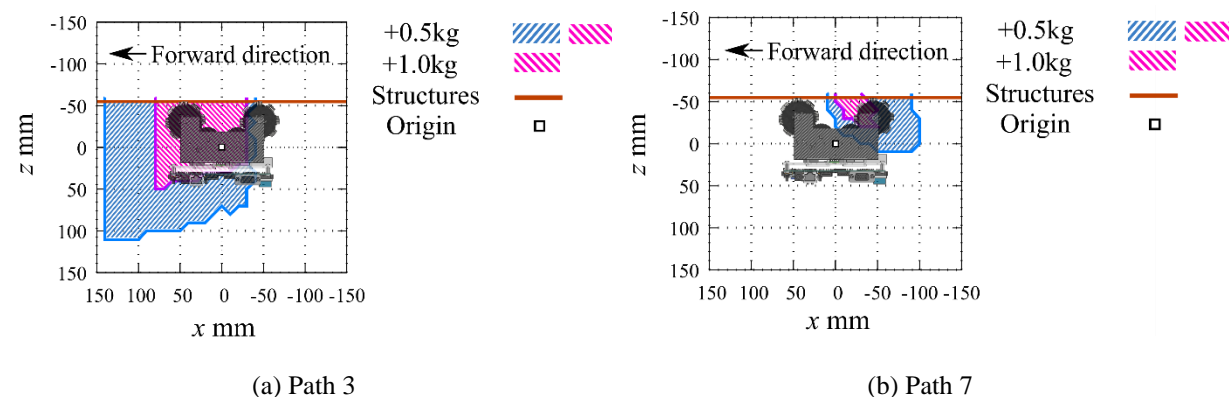 -150
-100
-50
0
50
100
150
z mm
150 100 50 0 -50 -100 -150
x mm
Forward direction
+0.5kg
+1.0kg
Structures
Origin
(a) Path 3
-150
-100
-50
0
50
100
150
z mm
150 100 50 0 -50 -100 -150
x mm
Forward direction
+0.5kg
+1.0kg
Structures
Origin
(b) Path 7